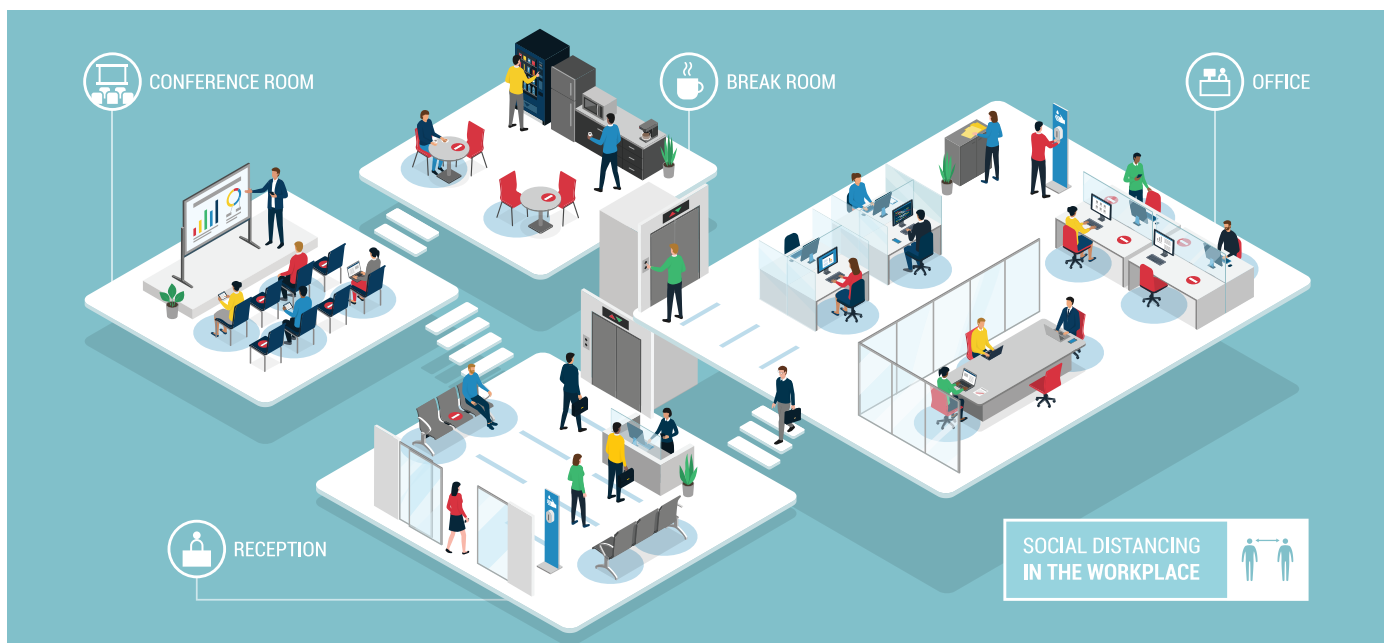 CONFERENCE ROOM
BREAK ROOM
OFFICE
RECEPTION
SOCIAL DISTANCING
IN THE WORKPLACE